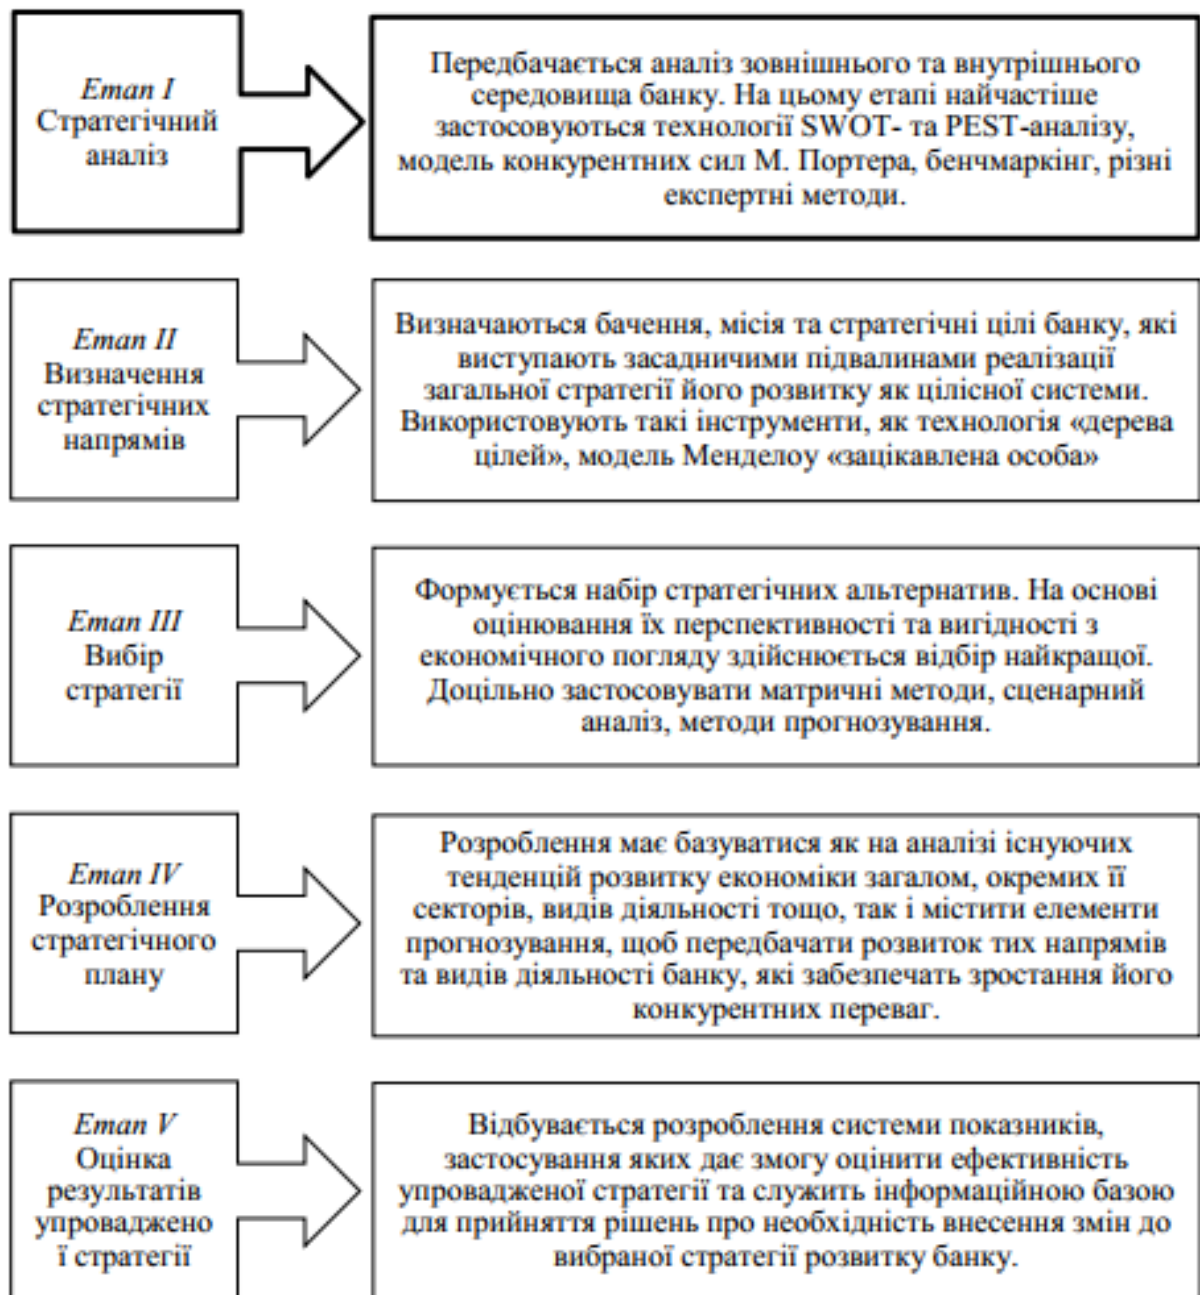 Етап I
Стратегічний
аналіз
Передбачається аналіз зовнішнього та внутрішнього
середовища банку. На цьому етапі найчастіше
застосовуються технології SWOT- та PEST-аналізу,
модель конкурентних сил М. Портера, бенчмаркінг, різні
експертні методи.
Етап II
Визначення
стратегічних
напрямів
Визначаються бачення, місія та стратегічні цілі банку, які
виступають засадничими підвалинами реалізації
загальної стратегії його розвитку як цілісної системи.
Використовують такі інструменти, як технологія «дерева
цілей», модель Менделоу «зацікавлена особа»
Етап III
Вибір
стратегії
Формується набір стратегічних альтернатив. На основі
оцінювання їх перспективності та вигідності з
економічного погляду здійснюється відбір найкращої.
Доцільно застосовувати матричні методи, сценарний
аналіз, методи прогнозування.
Етап IV
Розроблення
стратегічного
плану
Розроблення має базуватися як на аналізі існуючих
тенденцій розвитку економіки загалом, окремих її
секторів, видів діяльності тощо, так і містити елементи
прогнозування, щоб передбачати розвиток тих напрямів
та видів діяльності банку, які забезпечать зростання його
конкурентних переваг.
Етап V
Оцінка
результатів
упроваджено
ї стратегії
Відбувається розроблення системи показників,
застосування яких дає змогу оцінити ефективність
упровадженої стратегії та служить інформаційною базою
для прийняття рішень про необхідність внесення змін до
вибраної стратегії розвитку банку.